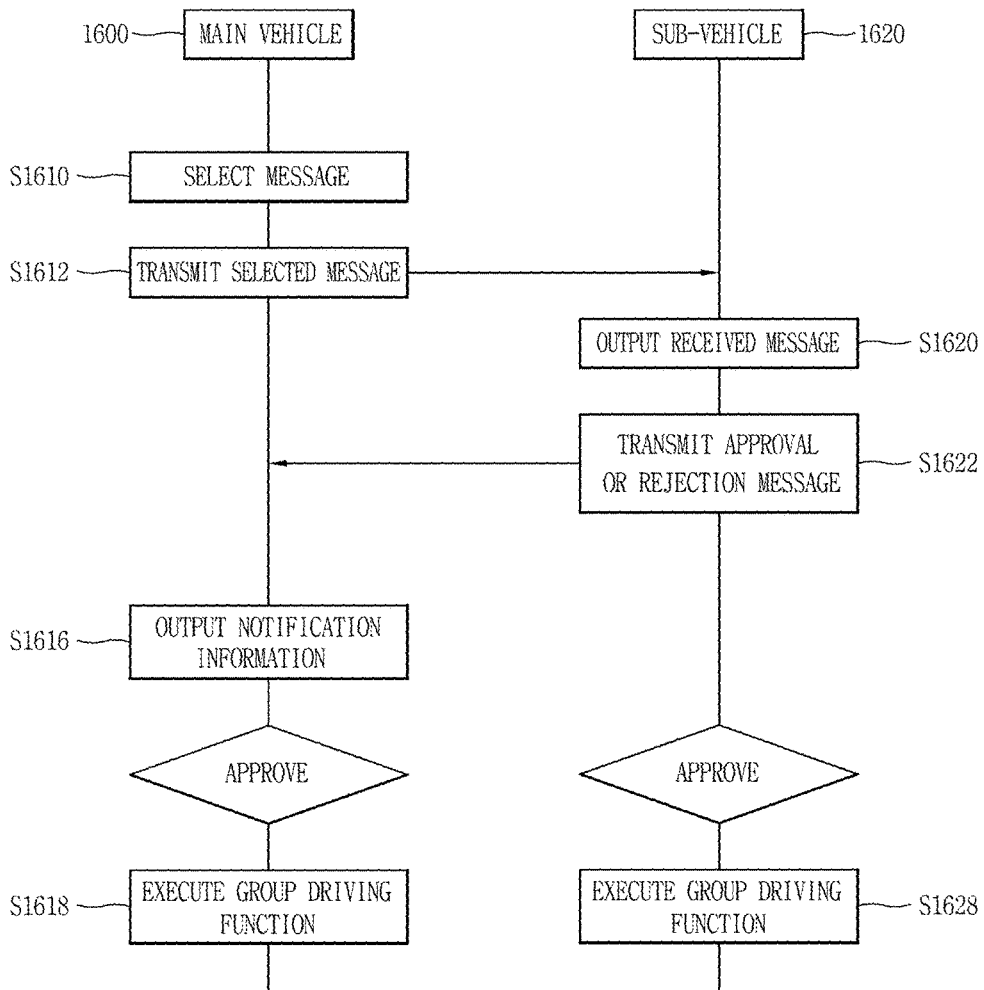 1600
MAIN VEHICLE
SUB-VEHICLE
1620
S1610
SELECT MESSAGE
S1612
TRANSMIT SELECTED MESSAGE
OUTPUT RECEIVED MESSAGE
S1620
TRANSMIT APPROVAL
OR REJECTION MESSAGE
S1622
S1616
OUTPUT NOTIFICATION
INFORMATION
APPROVE
APPROVE
S1618
EXECUTE GROUP DRIVING
FUNCTION
EXECUTE GROUP DRIVING
FUNCTION
S1628